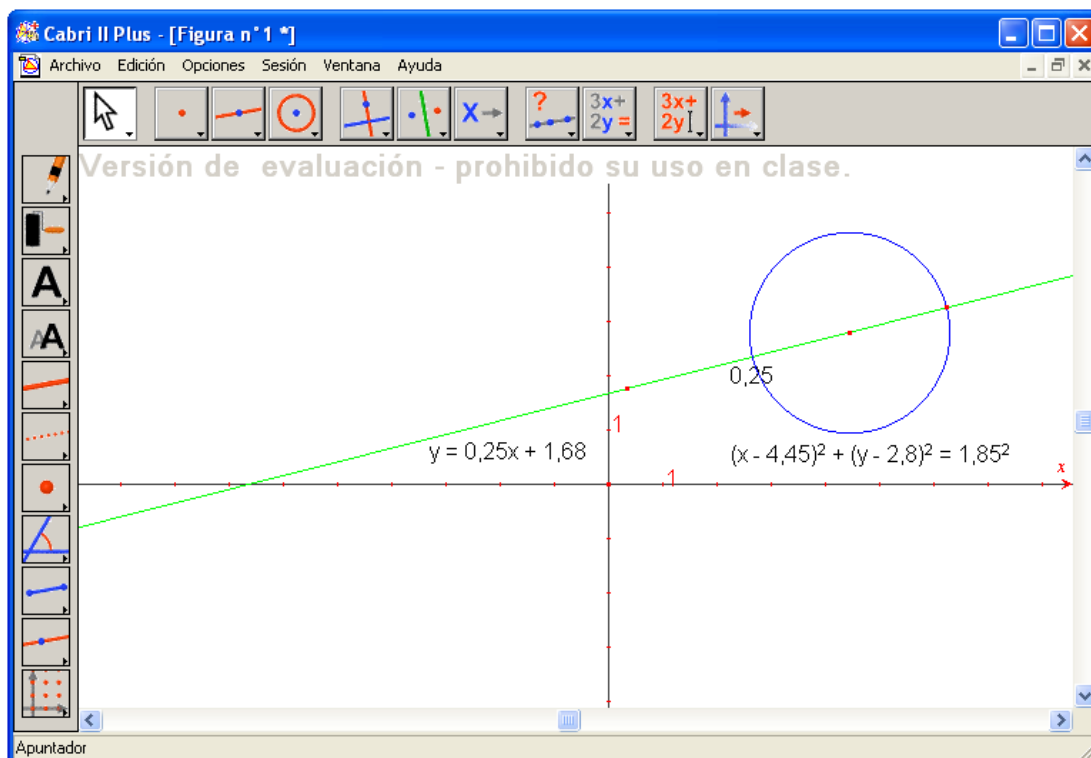 Cabri II Plus - [Figura n°1 *]
Archivo Edición Opciones Sesión Ventana Ayuda
X
?
3x+
2y=
3x+
2y
Versión de evaluación - prohibido su uso en clase.
A
AA
0,25
1
y = 0,25x + 1,68
(x - 4,45)² + (y - 2,8)² = 1,85²
x
1
Apuntador